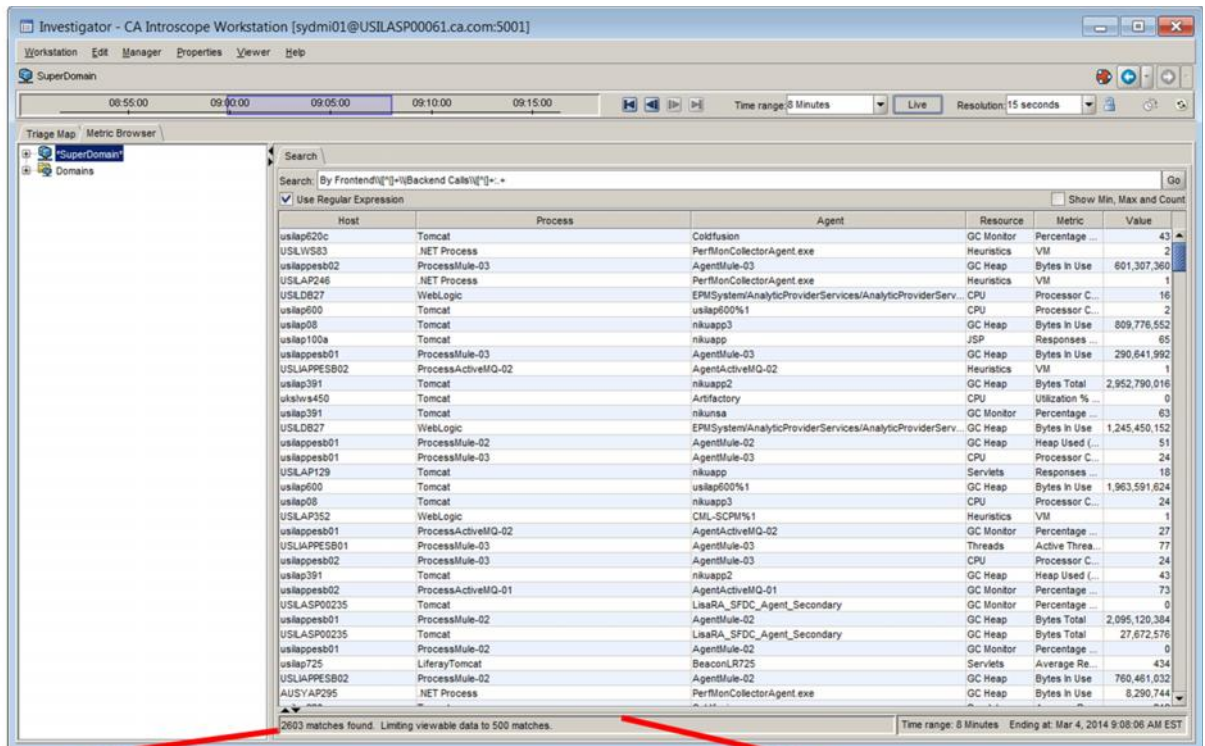 Investigator - CA Introscope Workstation [sydmi01@USILASP00061.ca.com:5001]
Workstation Edit Manager Properties Viewer Help
SuperDomain
08:55:00 09:00:00 09:05:00 09:10:00 09:15:00 Time range: 8 Minutes Live Resolution: 15 seconds
Triage Map Metric Browser
*SuperDomain*
Domains
Search
Search: By Frontend\\[^|]+\\|Backend Calls\\[^|]+:.+ Go
Use Regular Expression Show Min, Max and Count
Host Process Agent Resource Metric Value
usilap620c Tomcat Coldfusion GC Monitor Percentage ... 43
USILWS83 .NET Process PerfMonCollectorAgent.exe Heuristics VM 2
usilappesb02 ProcessMule-03 AgentMule-03 GC Heap Bytes In Use 601,307,360
USILAP246 .NET Process PerfMonCollectorAgent.exe Heuristics VM 1
USILDB27 WebLogic EPMSystem/AnalyticProviderServices/AnalyticProviderServ... CPU Processor C... 16
usilap600 Tomcat usilap600%1 CPU Processor C... 2
usilap08 Tomcat nikuapp3 GC Heap Bytes In Use 809,776,552
usilap100a Tomcat nikuapp JSP Responses ... 65
usilappesb01 ProcessMule-03 AgentMule-03 GC Heap Bytes In Use 290,641,992
USLIAPPESB02 ProcessActiveMQ-02 AgentActiveMQ-02 Heuristics VM 1
usilap391 Tomcat nikuapp2 GC Heap Bytes Total 2,952,790,016
ukslws450 Tomcat Artifactory CPU Utilization % ... 0
usilap391 Tomcat nikunsa GC Monitor Percentage ... 63
USILDB27 WebLogic EPMSystem/AnalyticProviderServices/AnalyticProviderServ... GC Heap Bytes In Use 1,245,450,152
usilappesb01 ProcessMule-02 AgentMule-02 GC Heap Heap Used (... 51
usilappesb01 ProcessMule-03 AgentMule-03 CPU Processor C... 24
USILAP129 Tomcat nikuapp Servlets Responses ... 18
usilap600 Tomcat usilap600%1 GC Heap Bytes In Use 1,963,591,624
usilap08 Tomcat nikuapp3 CPU Processor C... 24
USILAP352 WebLogic CML-SCPM%1 Heuristics VM 1
usilappesb01 ProcessActiveMQ-02 AgentActiveMQ-02 GC Monitor Percentage ... 27
USLIAPPESB01 ProcessMule-03 AgentMule-03 Threads Active Threa... 77
usilappesb02 ProcessMule-03 AgentMule-03 CPU Processor C... 24
usilap391 Tomcat nikuapp2 GC Heap Heap Used (... 43
usilappesb02 ProcessActiveMQ-01 AgentActiveMQ-01 GC Monitor Percentage ... 73
USILASP00235 Tomcat LisaRA_SFDC_Agent_Secondary GC Monitor Percentage ... 0
usilappesb01 ProcessMule-02 AgentMule-02 GC Heap Bytes Total 2,095,120,384
USILASP00235 Tomcat LisaRA_SFDC_Agent_Secondary GC Heap Bytes Total 27,672,576
usilappesb01 ProcessMule-02 AgentMule-02 GC Monitor Percentage ... 0
usilap725 LiferayTomcat BeaconLR725 Servlets Average Re... 434
USLIAPPESB02 ProcessMule-02 AgentMule-02 GC Heap Bytes In Use 760,461,032
AUSYAP295 .NET Process PerfMonCollectorAgent.exe GC Heap Bytes In Use 8,290,744
2603 matches found. Limiting viewable data to 500 matches. Time range: 8 Minutes Ending at: Mar 4, 2014 9:08:06 AM EST